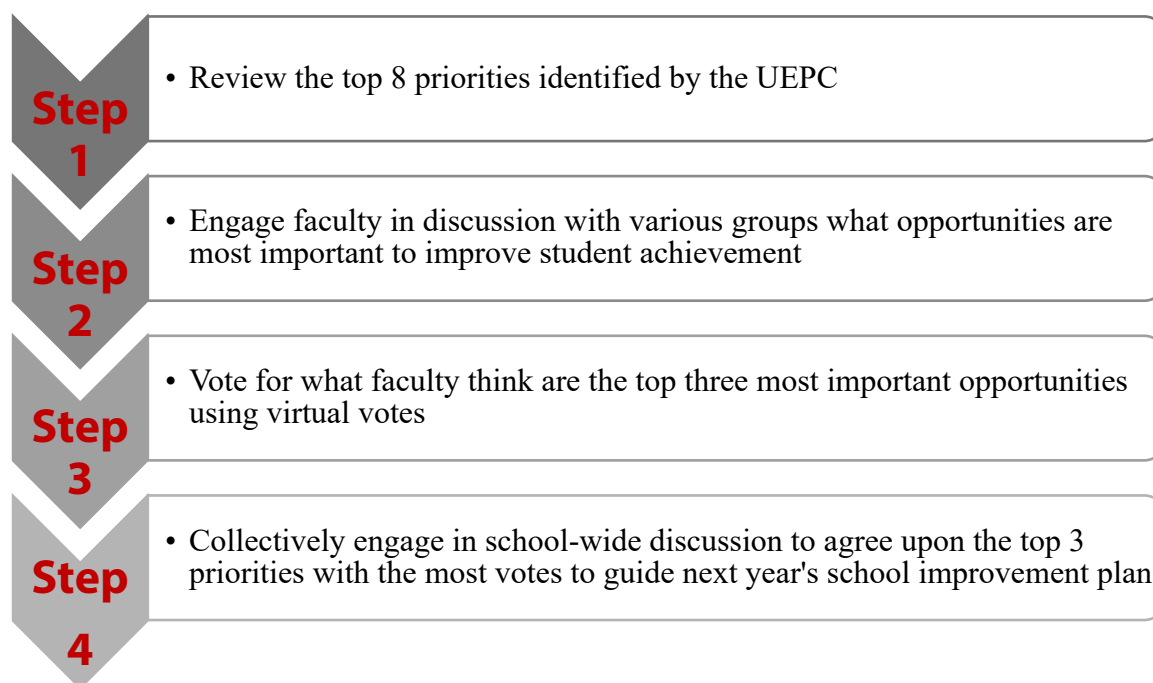 Step
1
• Review the top 8 priorities identified by the UEPC
Step
2
• Engage faculty in discussion with various groups what opportunities are
most important to improve student achievement
Step
3
• Vote for what faculty think are the top three most important opportunities
using virtual votes
Step
4
• Collectively engage in school-wide discussion to agree upon the top 3
priorities with the most votes to guide next year's school improvement plan